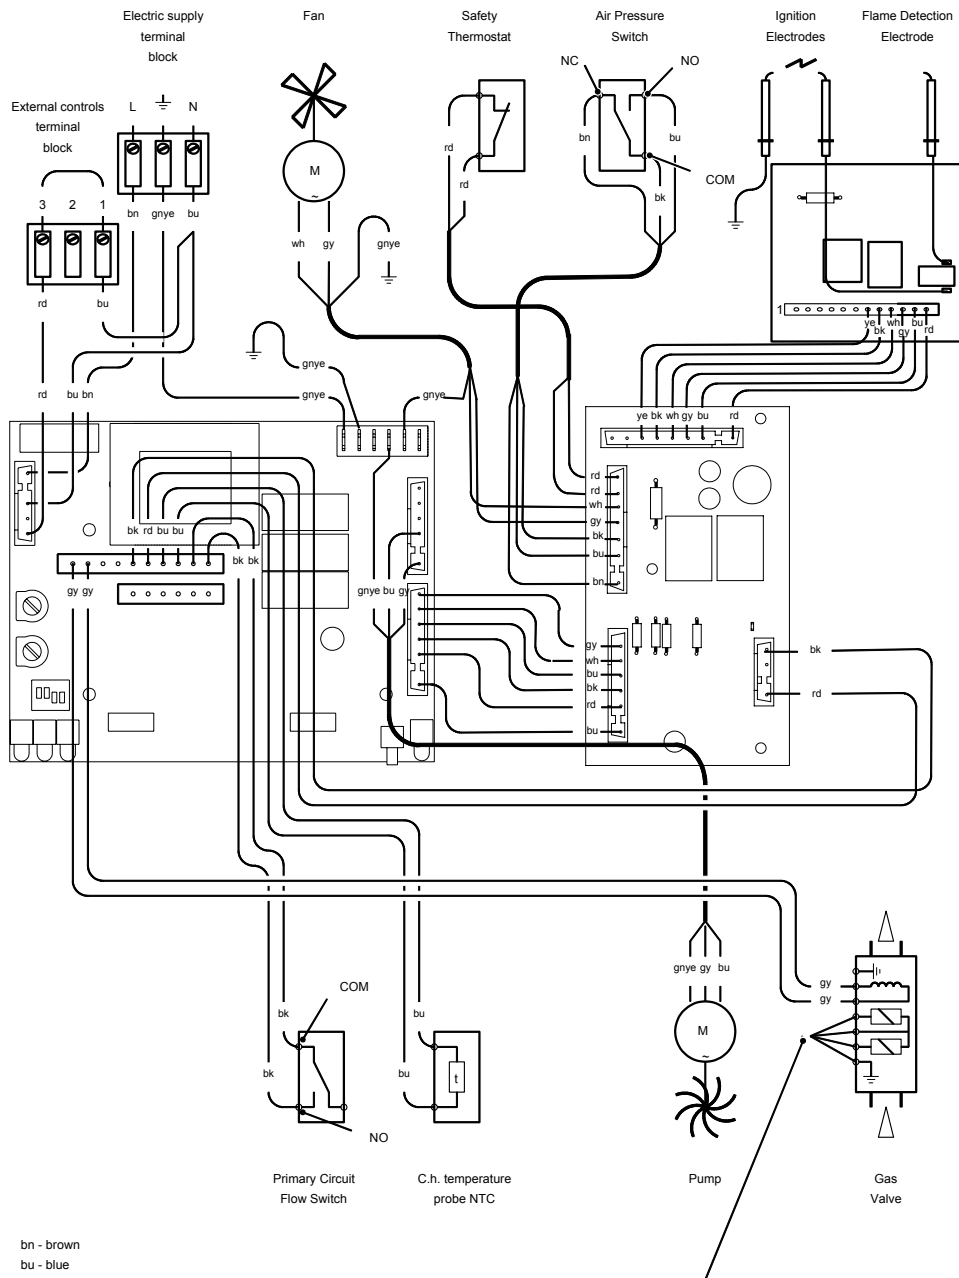 Electric supply
terminal
block
Fan
Safety
Thermostat
Air Pressure
Switch
Ignition
Electrodes
Flame Detection
Electrode
NC
NO
External controls
terminal
block
L
N
bn
bu
rd
M
~
COM
rd
bk
3
2
1
bn
gnye
bu
wh
gy
gnye
rd
bu
1
ye
bk
wh
gy
bu
rd
gnye
rd
bu
bn
gnye
gnye
ye
bk
wh
gy
bu
rd
rd
rd
wh
gy
bk
bu
bn
bk
rd
bu
bu
bk
bk
gy
gy
gnye
bu
gy
gy
wh
bu
bk
rd
bu
bk
rd
gnye
gy
bu
COM
bk
bu
gy
gy
M
~
bk
bu
t
NO
Primary Circuit
Flow Switch
C.h. temperature
probe NTC
Pump
Gas
Valve
bn - brown
bu - blue